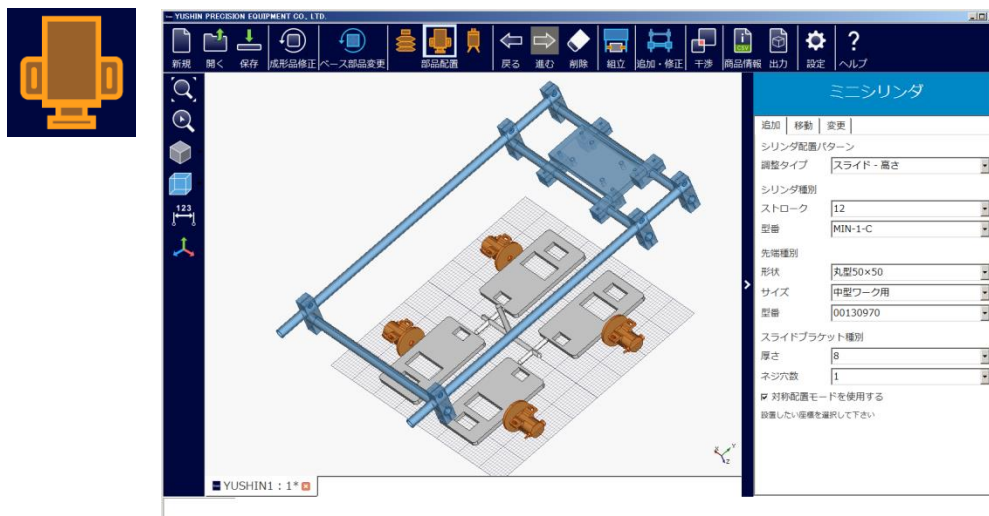 YUSHIN PRECISION EQUIPMENT CO., LTD.
新規 開く 保存 成形品修正 ベース部品変更 部品配置 戻る 進む 削除 組立 追加・修正 干渉 商品情報 出力 設定 ヘルプ
i
CSV
?
123
ミニシリンダ
追加 移動 変更
シリンダ配置パターン
調整タイプ スライド - 高さ
シリンダ種別
ストローク 12
型番 MIN-1-C
先端種別
形状 丸型50×50
サイズ 中型ワーク用
型番 00130970
スライドブラケット種別
厚さ 8
ネジ穴数 1
対称配置モードを使用する
設置したい座標を選択して下さい
X Y
Z
YUSHIN1 : 1*